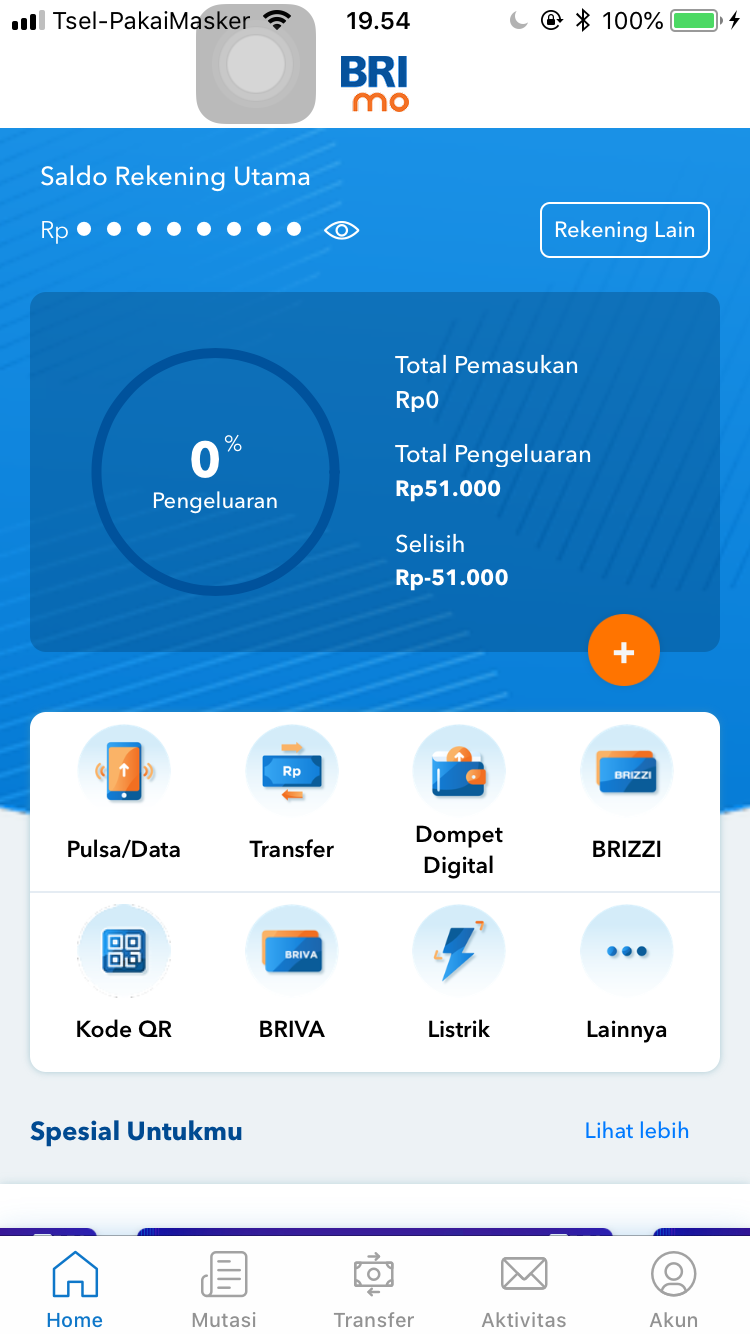 Tsel-PakaiMasker 19.54 100%
BRI
mo
Saldo Rekening Utama
Rp
Rekening Lain
Total Pemasukan
Rp0
0%
Pengeluaran
Total Pengeluaran
Rp51.000
Selisih
Rp-51.000
+
Rp
BRIZZI
Pulsa/Data
Transfer
Dompet
Digital
BRIZZI
BRIVA
Kode QR
BRIVA
Listrik
Lainnya
Spesial Untukmu
Lihat lebih
Home
Mutasi
Transfer
Aktivitas
Akun